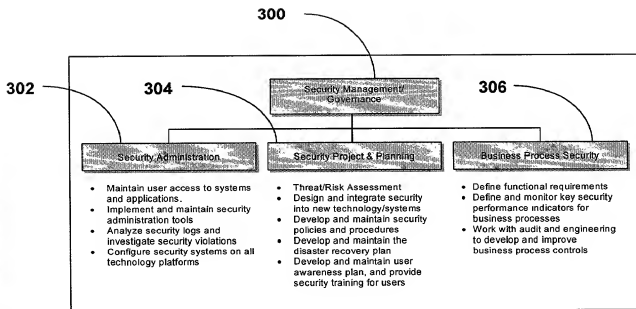 300
302
304
306
Security Management/
Governance
Security Administration
Security Project & Planning
Business Process Security
• Maintain user access to systems
and applications.
• Implement and maintain security
administration tools
• Analyze security logs and
investigate security violations
• Configure security systems on all
technology platforms
• Threat/Risk Assessment
• Design and integrate security
into new technology/systems
• Develop and maintain security
policies and procedures
• Develop and maintain the
disaster recovery plan
• Develop and maintain user
awareness plan, and provide
security training for users
• Define functional requirements
• Define and monitor key security
performance indicators for
business processes
• Work with audit and engineering
to develop and improve
business process controls